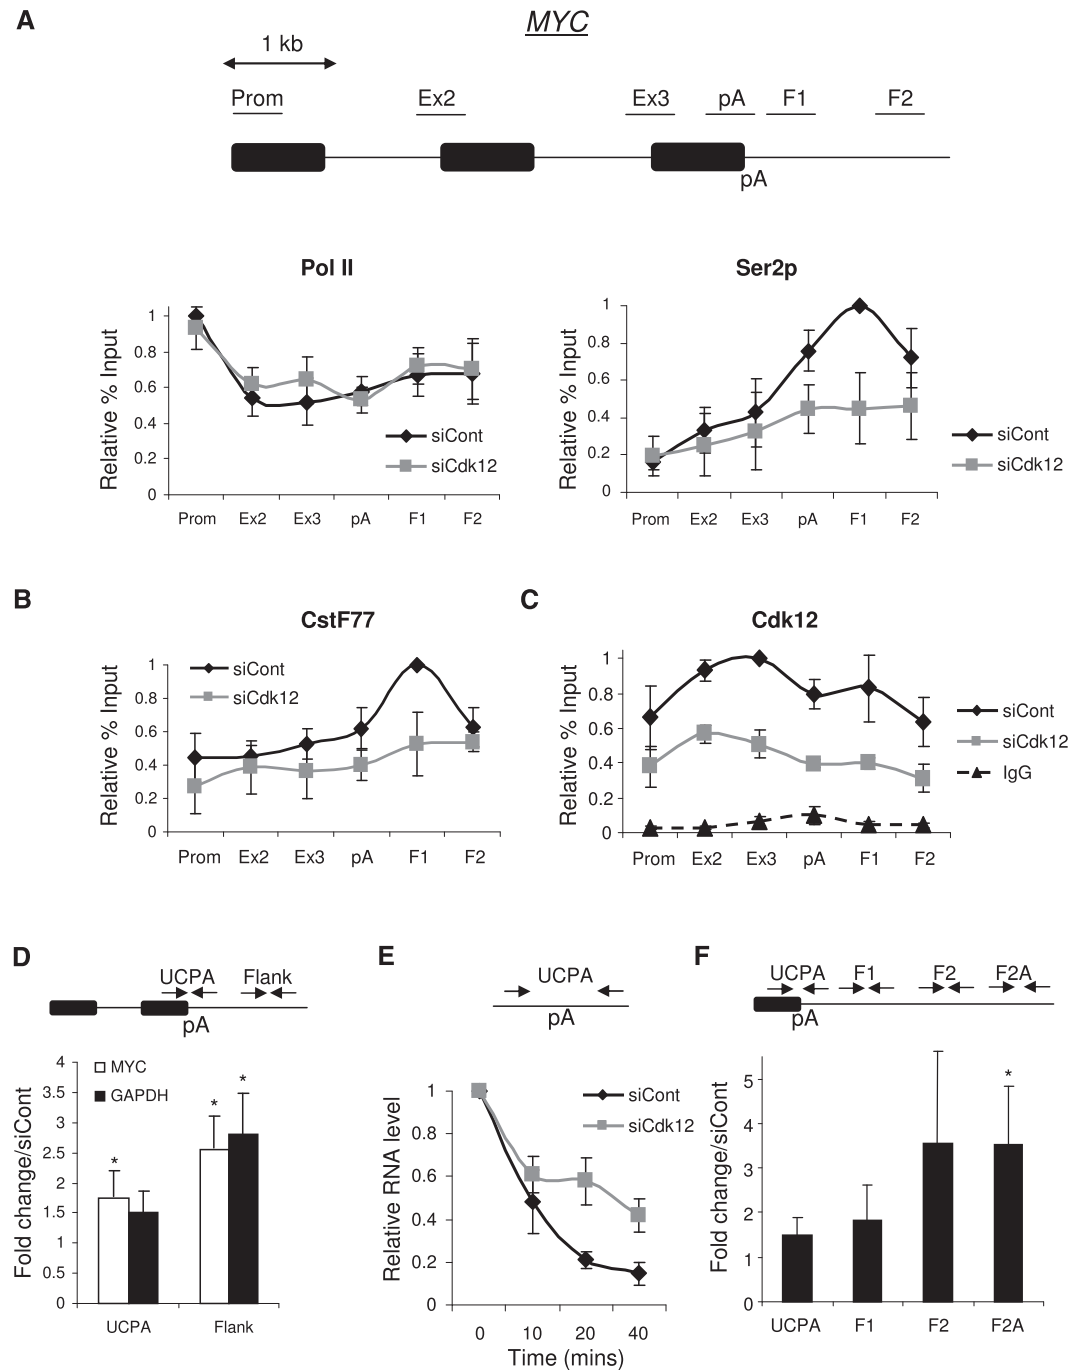 A
MYC
1 kb
Prom Ex2 Ex3 pA F1 F2
pA
Pol II
Relative % Input
1
0.8
0.6
0.4
0.2
0
siCont
siCdk12
Prom Ex2 Ex3 pA F1 F2
Ser2p
Relative % Input
1
0.8
0.6
0.4
0.2
0
siCont
siCdk12
Prom Ex2 Ex3 pA F1 F2
B
CstF77
Relative % Input
1
0.8
0.6
0.4
0.2
0
siCont
siCdk12
Prom Ex2 Ex3 pA F1 F2
C
Cdk12
Relative % Input
1
0.8
0.6
0.4
0.2
0
siCont
siCdk12
IgG
Prom Ex2 Ex3 pA F1 F2
D
UCPA Flank
pA
Fold change/siCont
4
3.5
3
2.5
2
1.5
1
0.5
0
MYC
GAPDH
*
*
*
UCPA Flank
E
UCPA
pA
Relative RNA level
1
0.8
0.6
0.4
0.2
0
siCont
siCdk12
0 10 20 40
Time (mins)
F
UCPA F1 F2 F2A
pA
Fold change/siCont
5
4
3
2
1
0
*
UCPA F1 F2 F2A